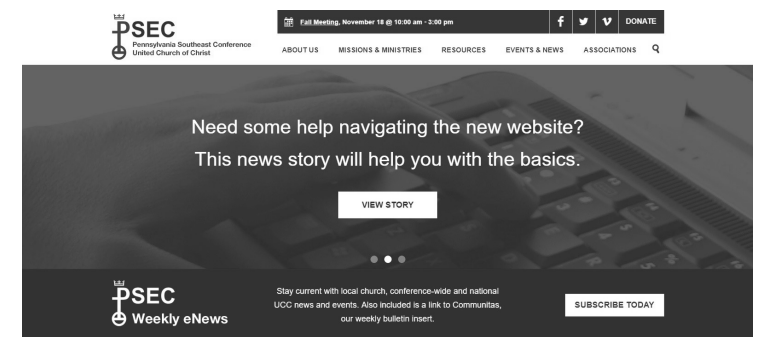 PSEC
Pennsylvania Southeast Conference
United Church of Christ
Fall Meeting, November 18 @ 10:00 am - 3:00 pm
DONATE
ABOUT US MISSIONS & MINISTRIES RESOURCES EVENTS & NEWS ASSOCIATIONS
Need some help navigating the new website?
This news story will help you with the basics.
VIEW STORY
PSEC
Weekly eNews
Stay current with local church, conference-wide and national
UCC news and events. Also included is a link to Communitas,
our weekly bulletin insert.
SUBSCRIBE TODAY